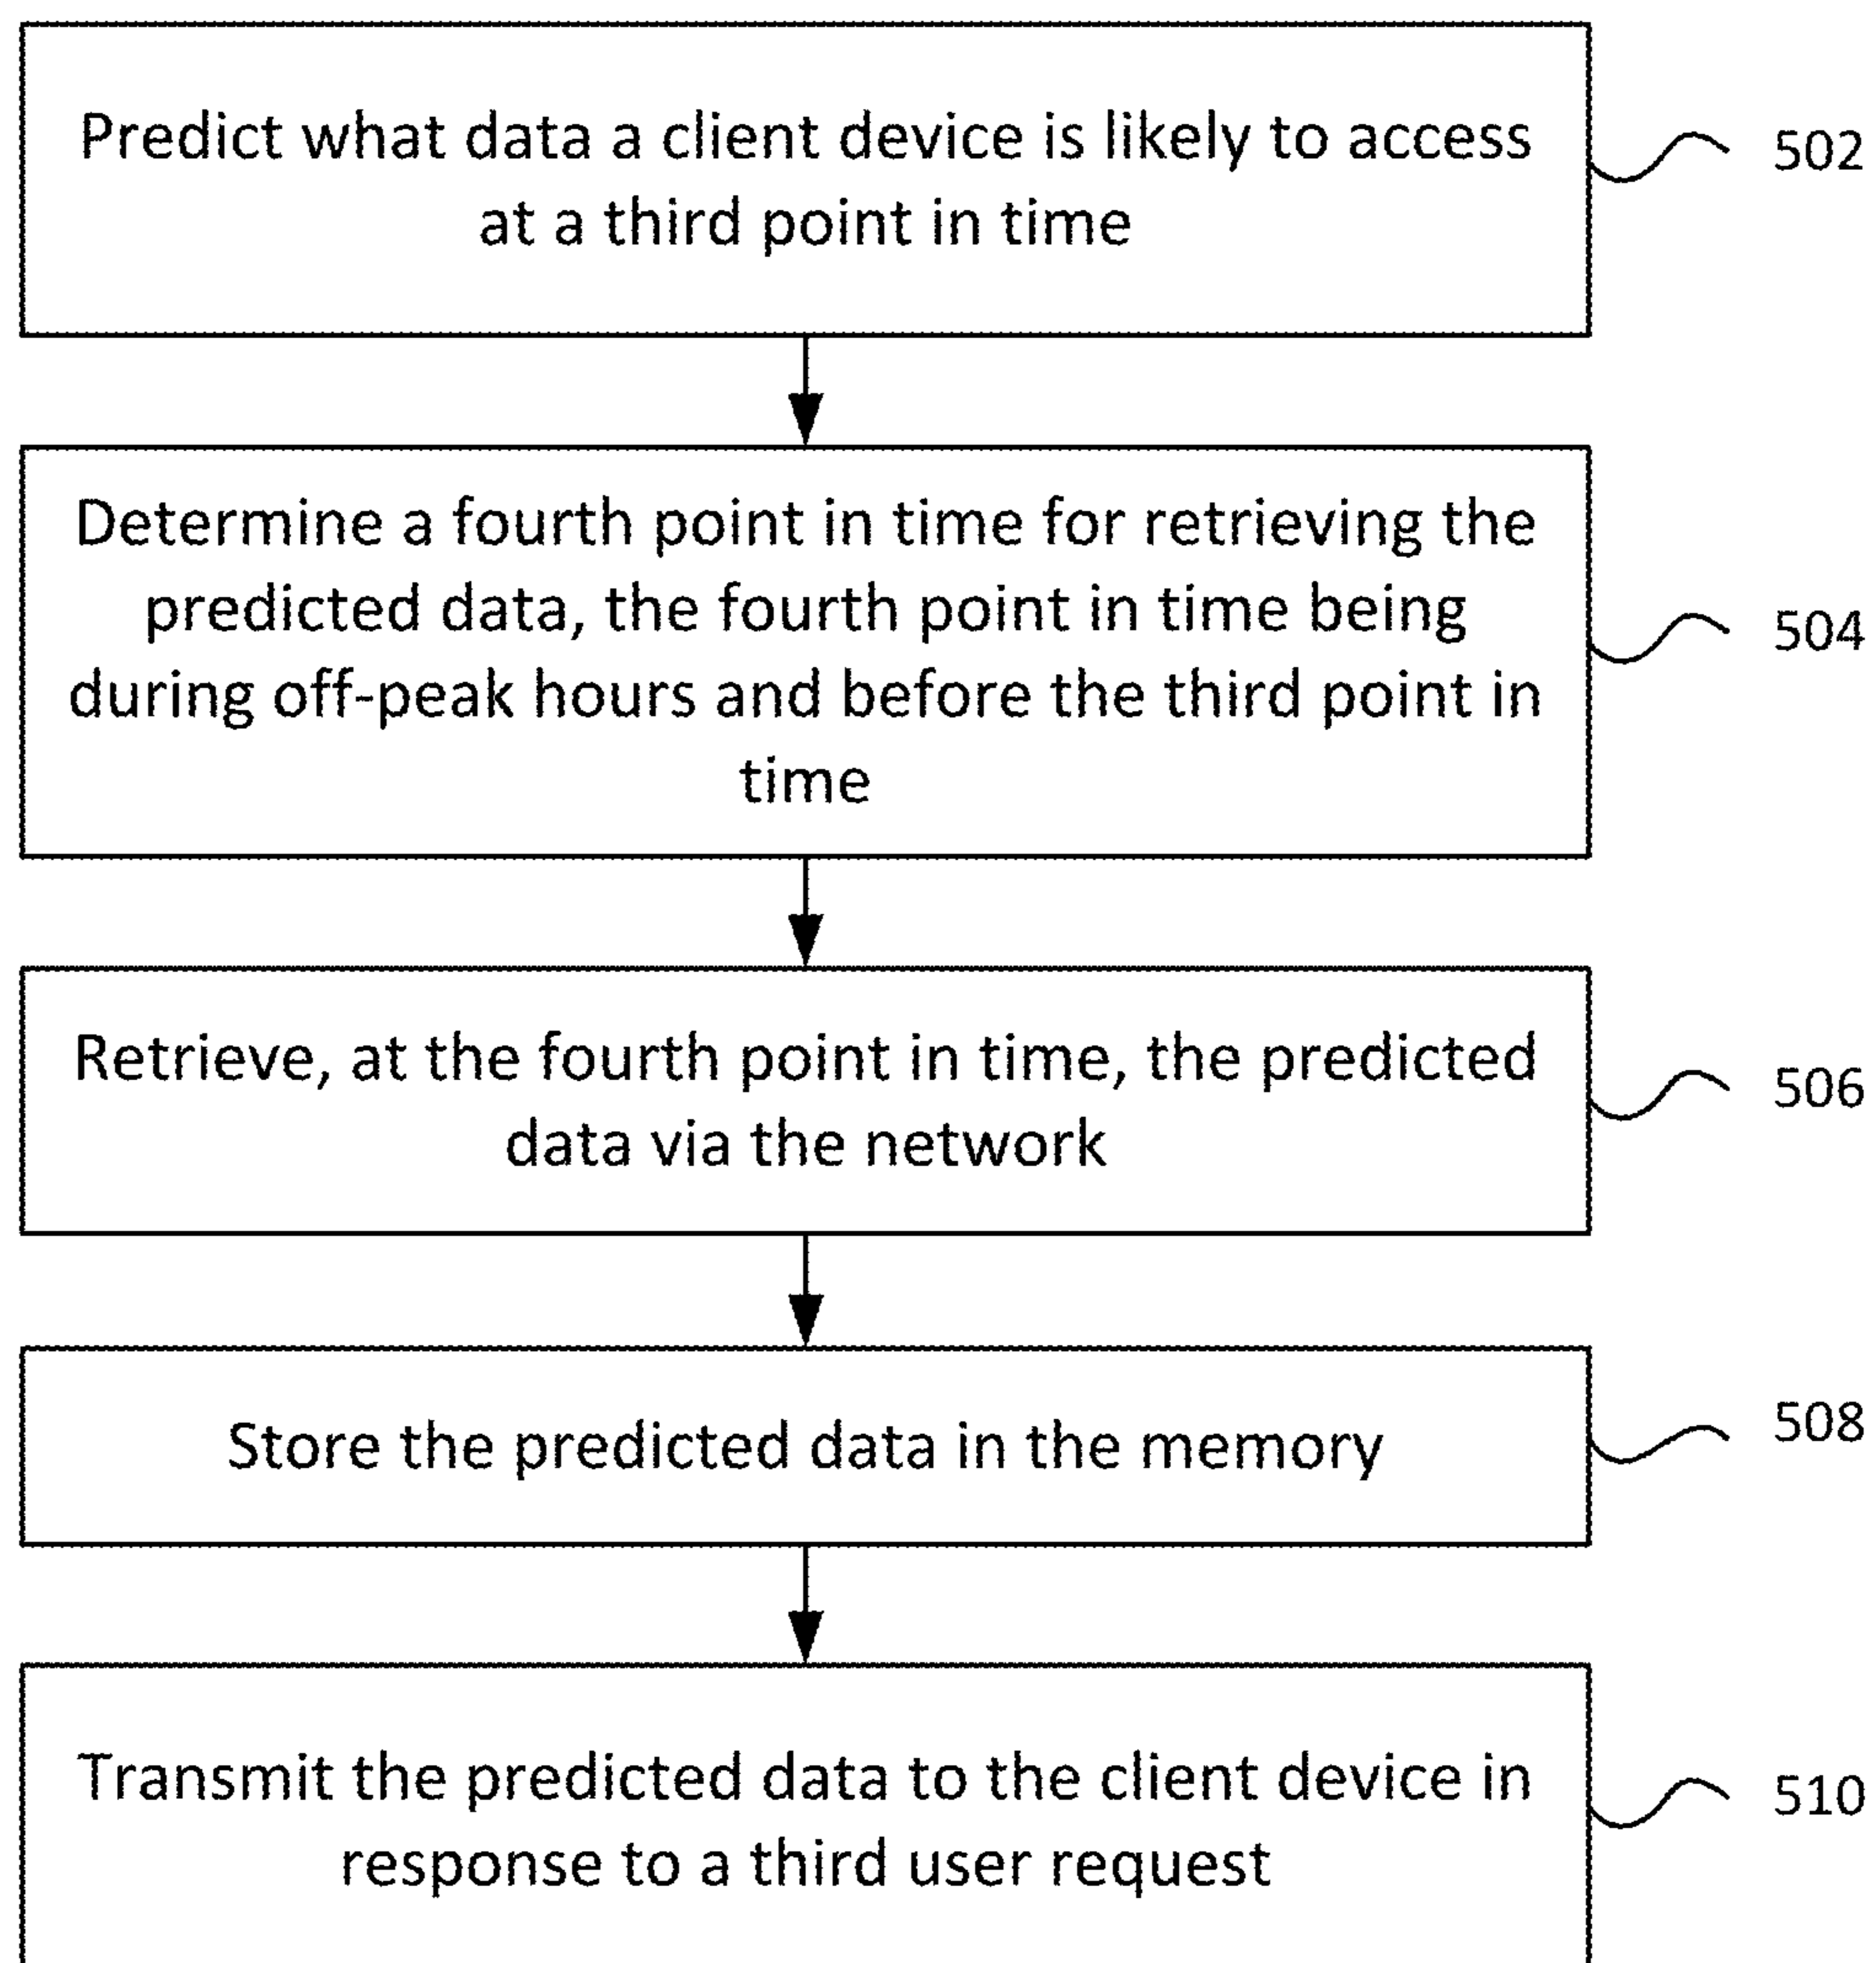 Predict what data a client device is likely to access
at a third point in time
502
Determine a fourth point in time for retrieving the
predicted data, the fourth point in time being
during off-peak hours and before the third point in
time
504
Retrieve, at the fourth point in time, the predicted
data via the network
506
Store the predicted data in the memory
508
Transmit the predicted data to the client device in
response to a third user request
510